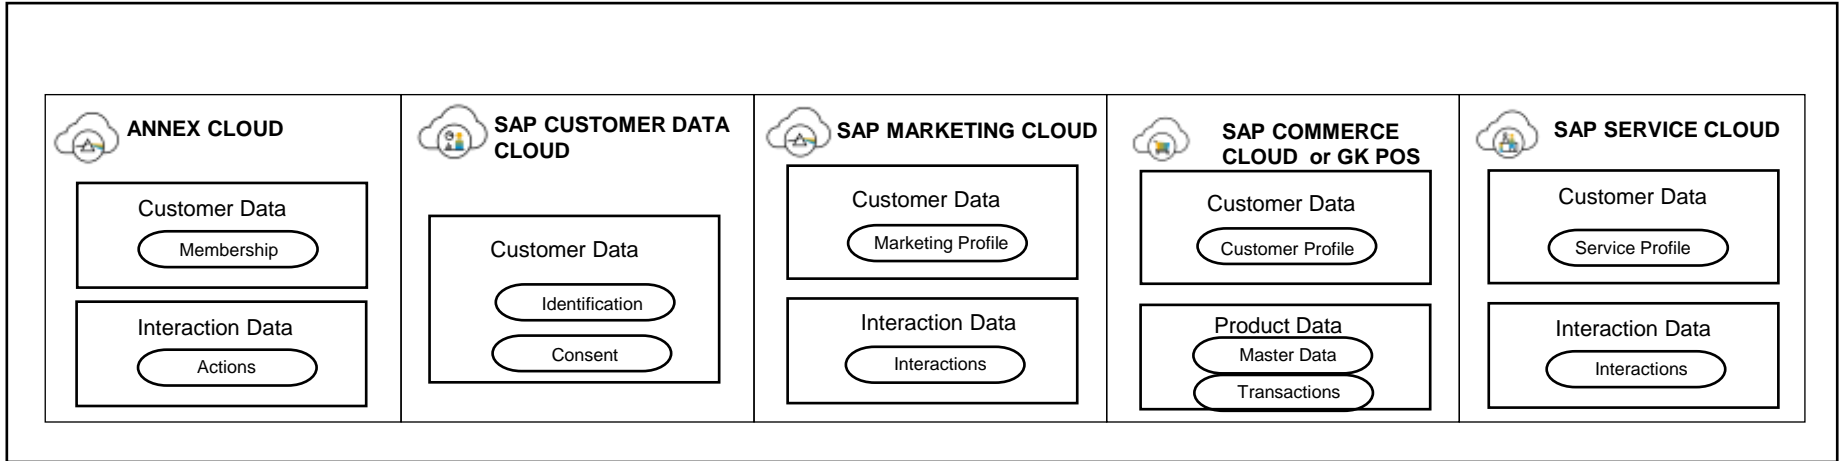 ANNEX CLOUD
Customer Data
Membership
Interaction Data
Actions
SAP CUSTOMER DATA
CLOUD
Customer Data
Identification
Consent
SAP MARKETING CLOUD
Customer Data
Marketing Profile
Interaction Data
Interactions
SAP COMMERCE
CLOUD or GK POS
Customer Data
Customer Profile
Product Data
Master Data
Transactions
SAP SERVICE CLOUD
Customer Data
Service Profile
Interaction Data
Interactions